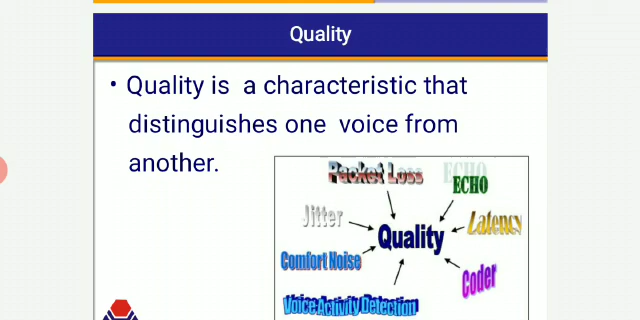 Quality
• Quality is a characteristic that
distinguishes one voice from
another.
Packet Loss
ECHO
ECHO
Jitter
Latency
Quality
Comfort Noise
Coder
Voice Activity Detection